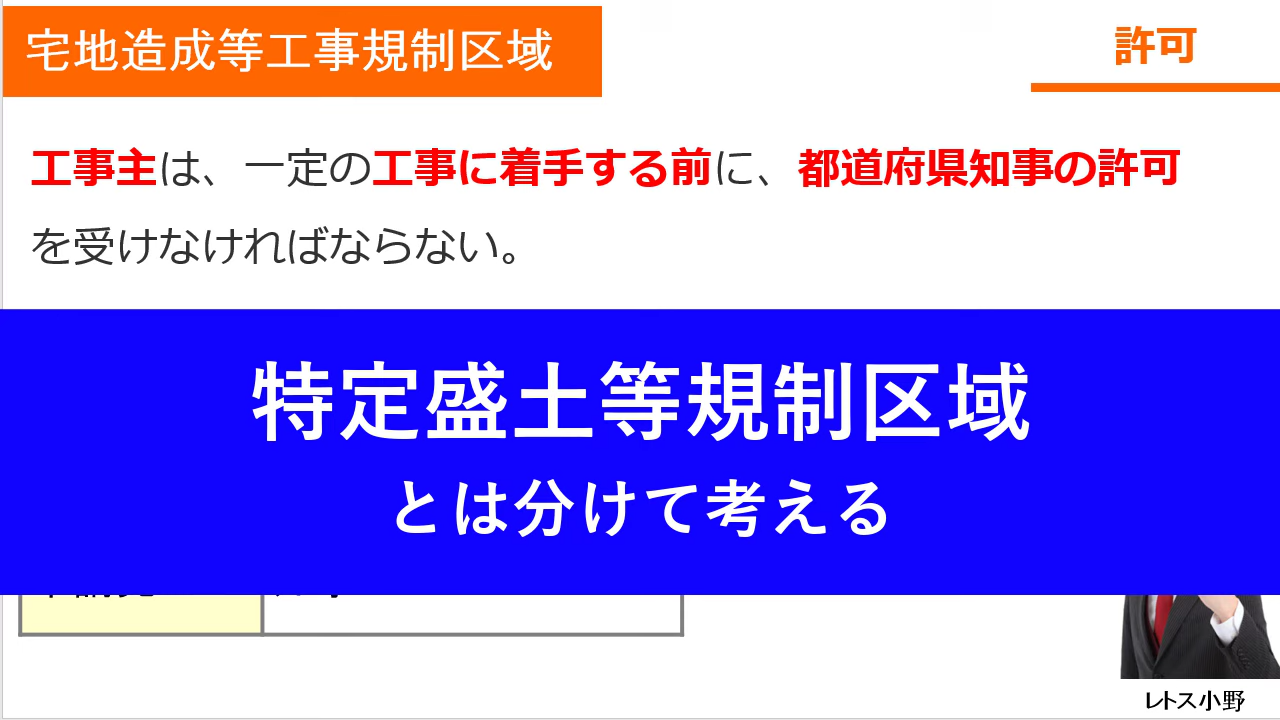 宅地造成等工事規制区域
許可
工事主は、一定の工事に着手する前に、都道府県知事の許可
を受けなければならない。
特定盛土等規制区域
とは分けて考える
レトス小野